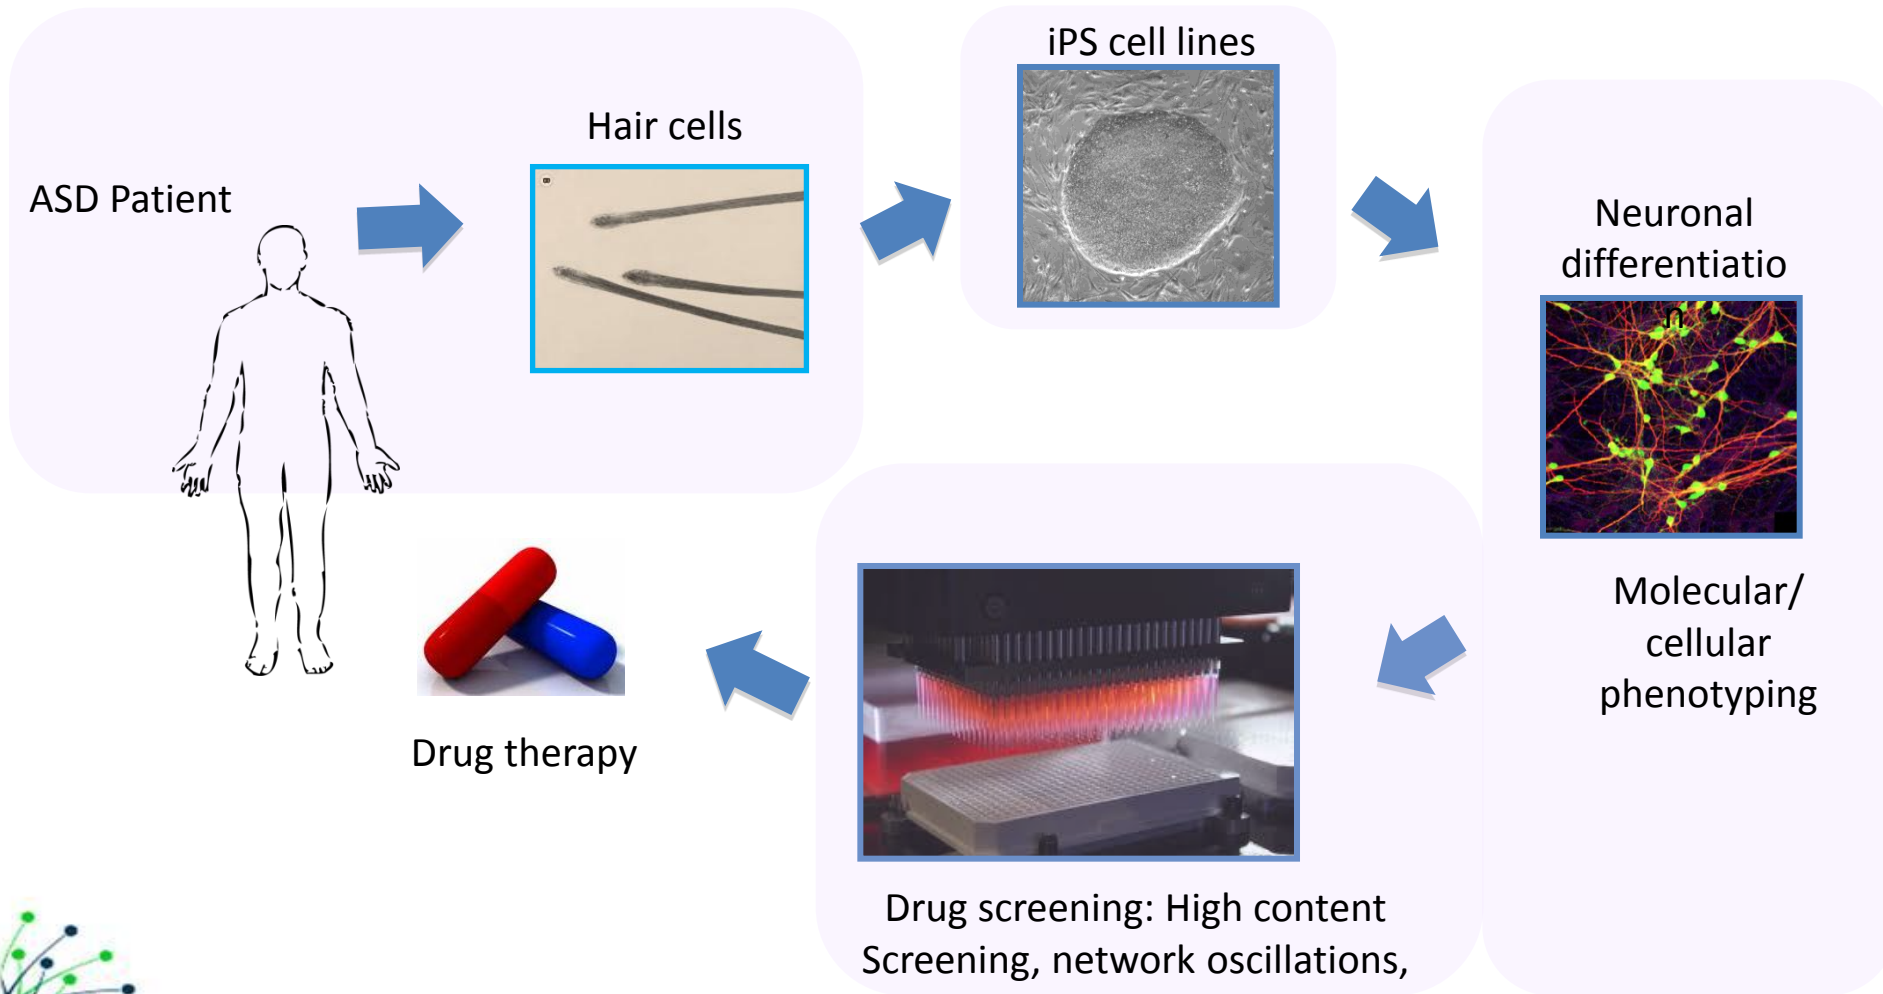 ASD Patient
Hair cells
iPS cell lines
Neuronal
differentiatio
n
Molecular/
cellular
phenotyping
Drug screening: High content
Screening, network oscillations,
Drug therapy